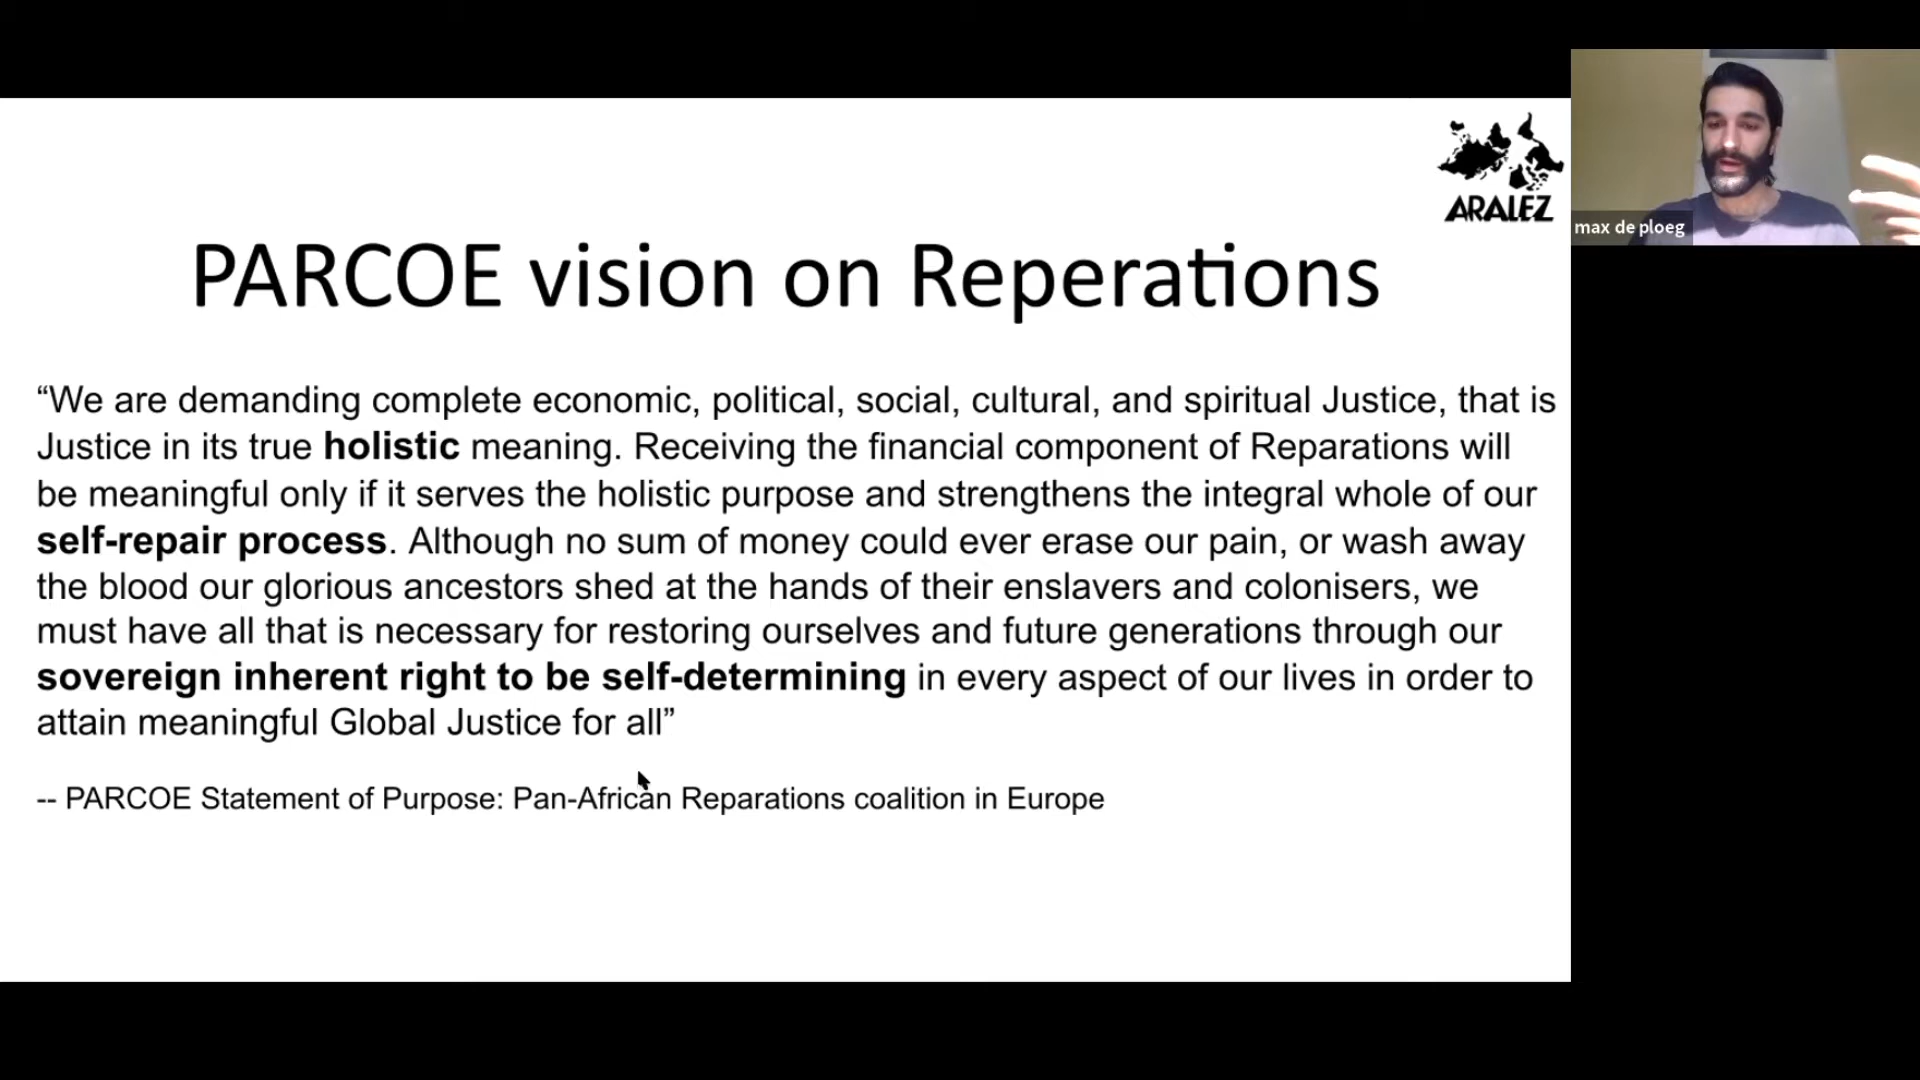 ARALEZ
max de ploeg
PARCOE vision on Reperations
“We are demanding complete economic, political, social, cultural, and spiritual Justice, that is
Justice in its true holistic meaning. Receiving the financial component of Reparations will
be meaningful only if it serves the holistic purpose and strengthens the integral whole of our
self-repair process. Although no sum of money could ever erase our pain, or wash away
the blood our glorious ancestors shed at the hands of their enslavers and colonisers, we
must have all that is necessary for restoring ourselves and future generations through our
sovereign inherent right to be self-determining in every aspect of our lives in order to
attain meaningful Global Justice for all”
-- PARCOE Statement of Purpose: Pan-African Reparations coalition in Europe